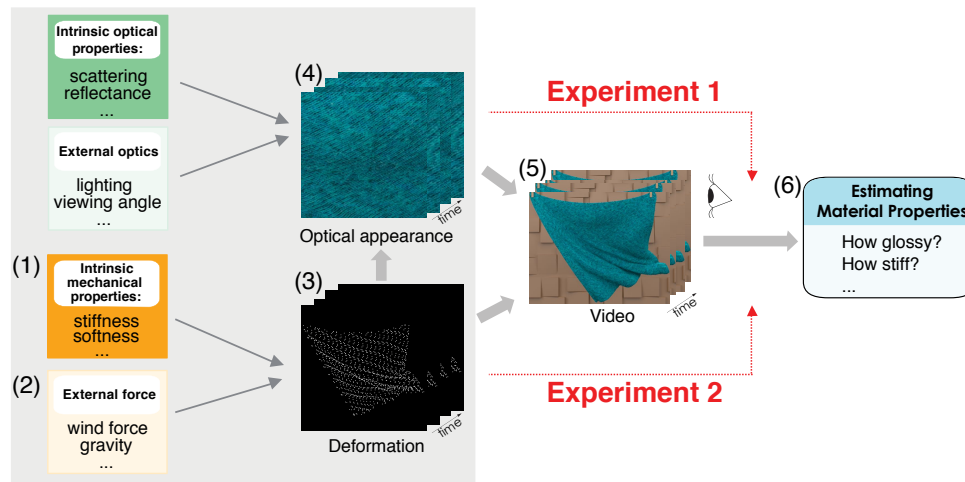 Intrinsic optical
properties:
scattering
reflectance
...
External optics
lighting
viewing angle
...
(1)
Intrinsic
mechanical
properties:
stiffness
softness
...
(2)
External force
wind force
gravity
...
(4)
time
Optical appearance
(3)
time
Deformation
Experiment 1
(5)
time
Video
Experiment 2
(6)
Estimating
Material Properties
How glossy?
How stiff?
...